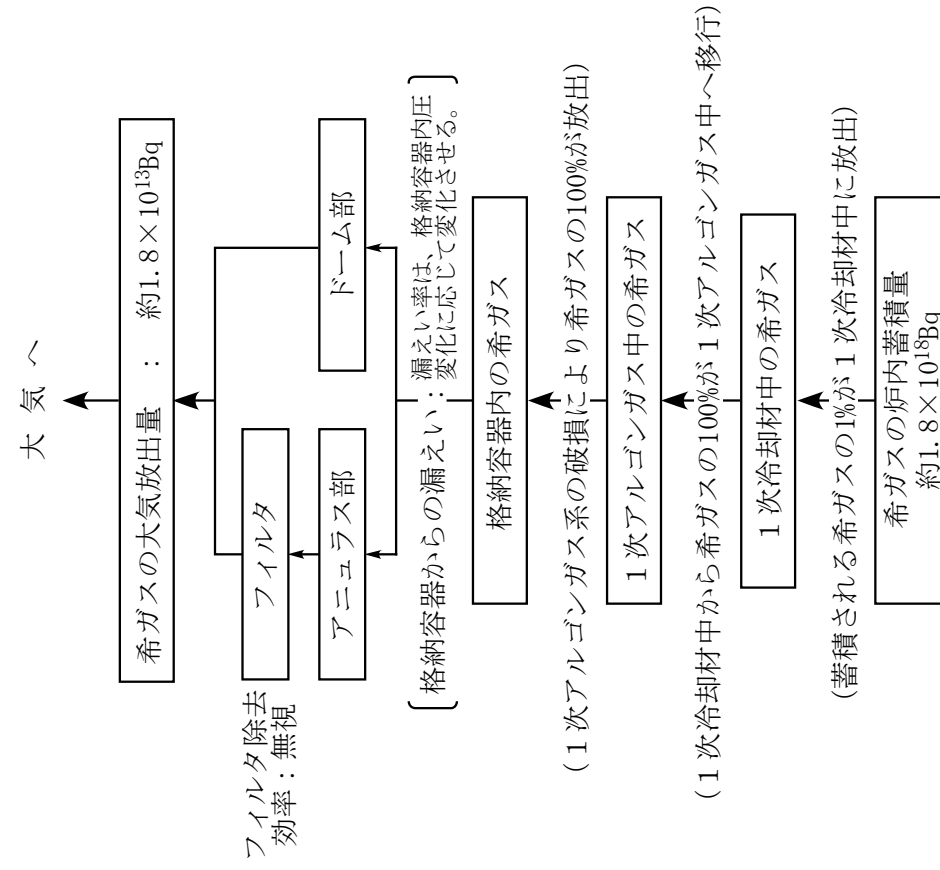 大気へ
希ガスの大気放出量 : 約1.8×10¹³Bq
フィルタ除去
効率：無視
フィルタ
アニュラス部
ドーム部
格納容器からの漏えい：漏えい率は、格納容器内圧
変化に応じて変化させる。
格納容器内の希ガス
(１次アルゴンガス系の破損により希ガスの100%が放出)
１次アルゴンガス中の希ガス
(１次冷却材中から希ガスの100%が１次アルゴンガス中へ移行)
１次冷却材中の希ガス
(蓄積される希ガスの1%が１次冷却材中に放出)
希ガスの炉内蓄積量
約1.8×10¹⁸Bq